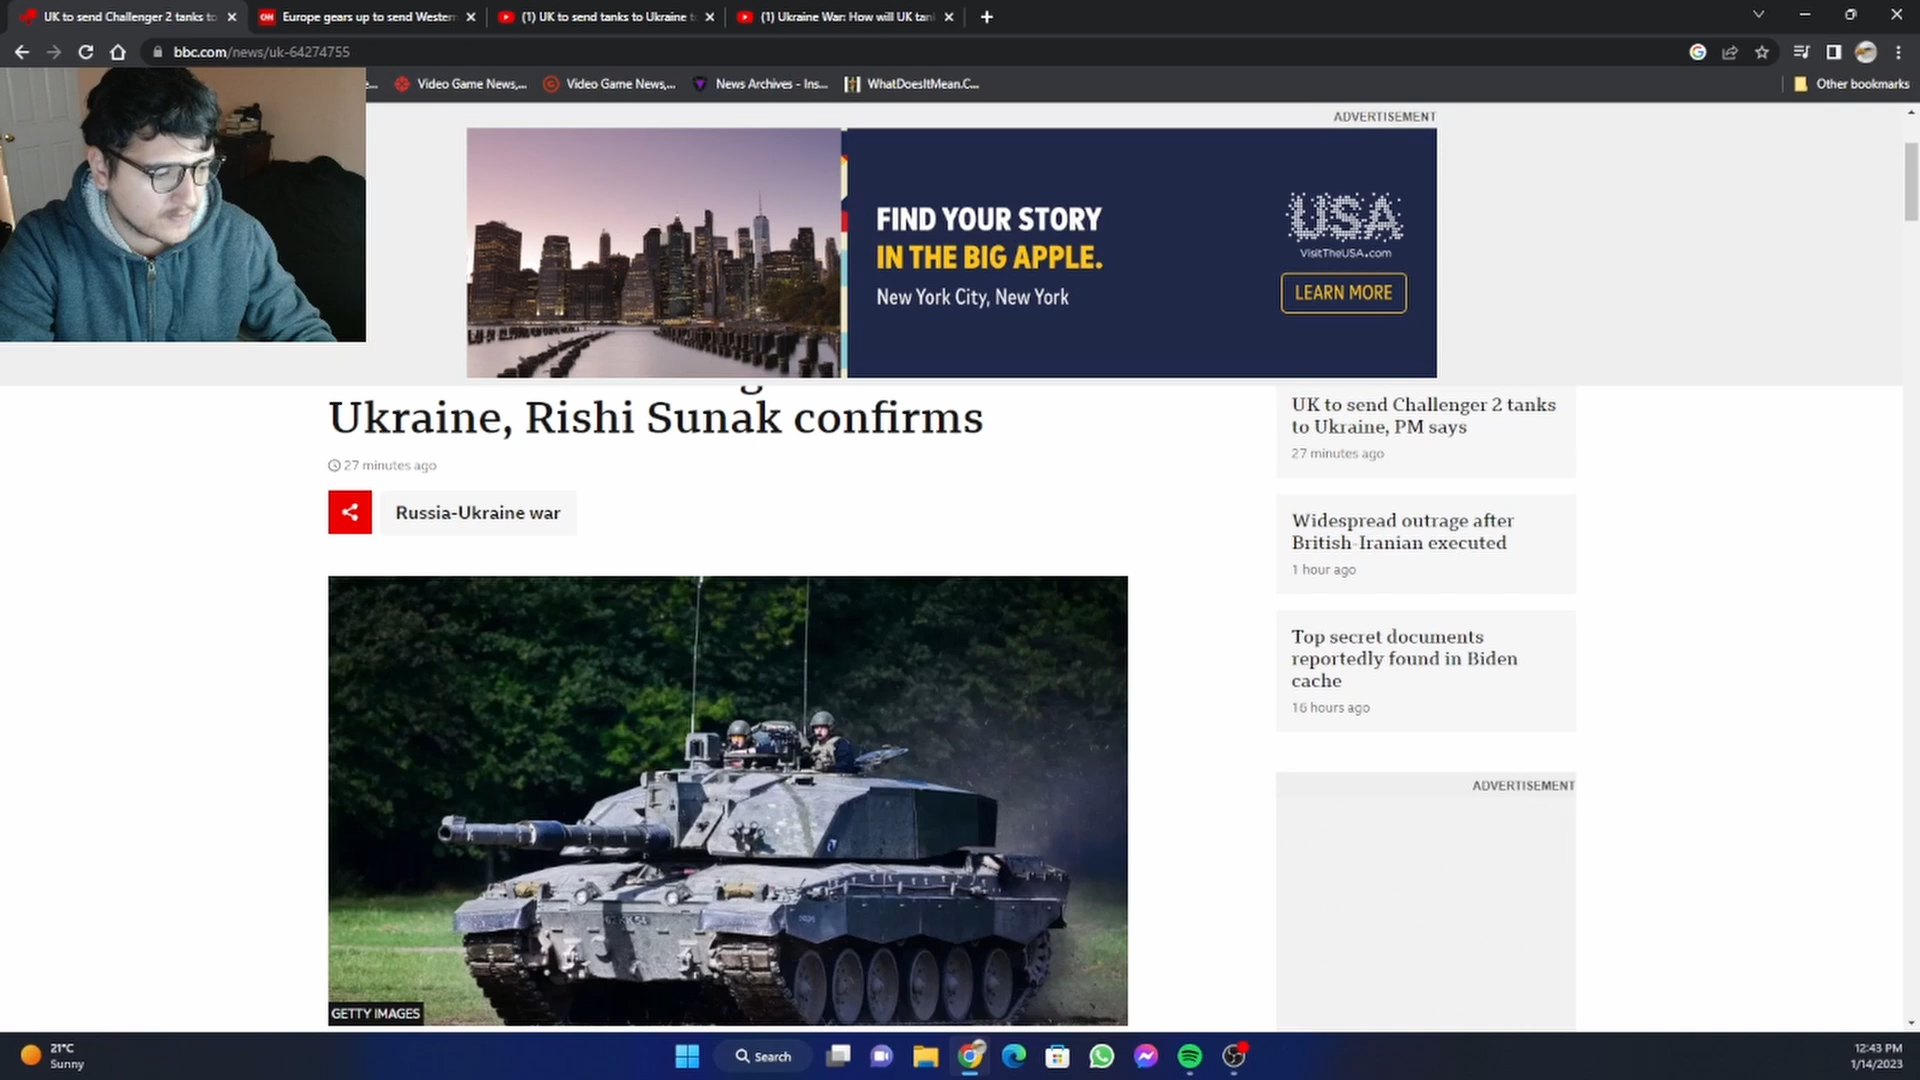 UK to send Challenger 2 tanks to
Europe gears up to send Western
(1) UK to send tanks to Ukraine t
(1) Ukraine War: How will UK tan
bbc.com/news/uk-64274755
Video Game News,...
Video Game News,...
News Archives - Ins...
WhatDoesItMean.C...
Other bookmarks
ADVERTISEMENT
FIND YOUR STORY
IN THE BIG APPLE.
New York City, New York
USA
VisitTheUSA.com
LEARN MORE
Ukraine, Rishi Sunak confirms
27 minutes ago
Russia-Ukraine war
GETTY IMAGES
UK to send Challenger 2 tanks
to Ukraine, PM says
27 minutes ago
Widespread outrage after
British-Iranian executed
1 hour ago
Top secret documents
reportedly found in Biden
cache
16 hours ago
ADVERTISEMENT
21°C
Sunny
Search
12:43 PM
1/14/2023